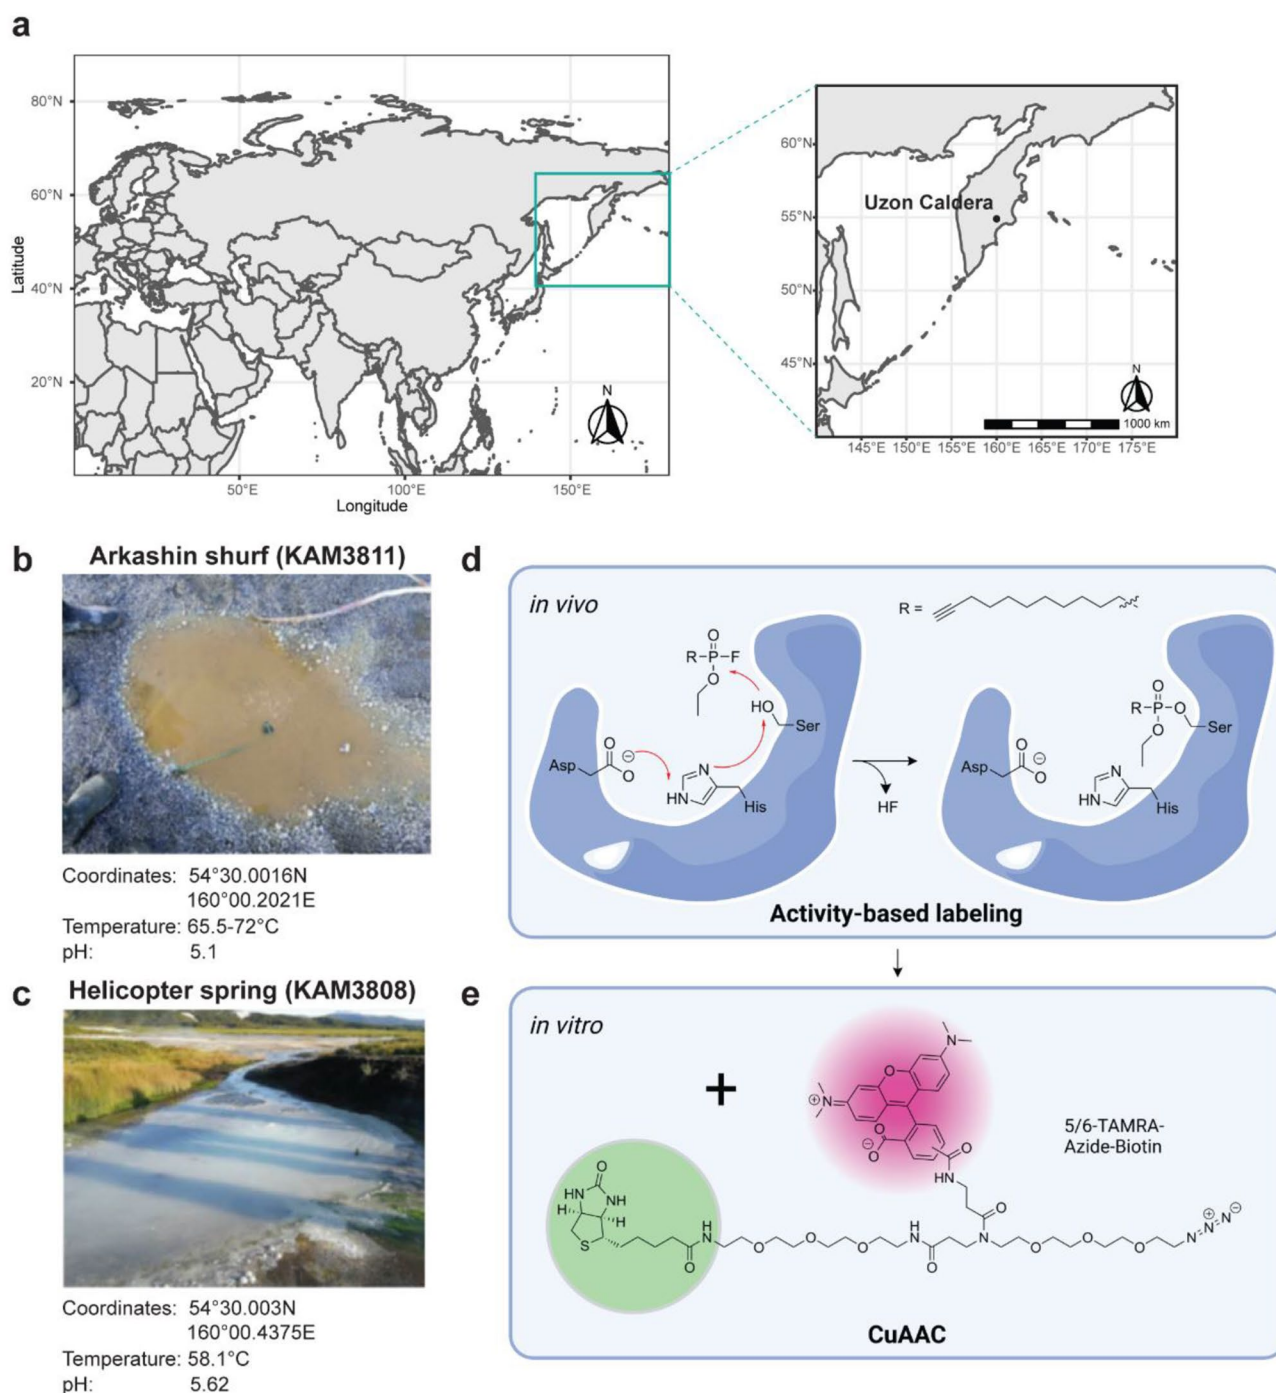 a
80°N
60°N
40°N
20°N
Latitude
50°E
100°E
150°E
Longitude
N
60°N
55°N
50°N
45°N
Uzon Caldera
N
1000 km
145°E 150°E 155°E 160°E 165°E 170°E 175°E
b
Arkashin shurf (KAM3811)
Coordinates: 54°30.0016N
160°00.2021E
Temperature: 65.5-72°C
pH: 5.1
c
Helicopter spring (KAM3808)
Coordinates: 54°30.003N
160°00.4375E
Temperature: 58.1°C
pH: 5.62
d
in vivo
R =
O
R P F
O
HO
Ser
O
Asp
O ⊖
N
HN
His
HF
O
R P O
O
Ser
O
Asp
O ⊖
N
HN
His
Activity-based labeling
e
in vitro
+
N
O
⊕ N
O
O ⊖
O
HN
5/6-TAMRA-
Azide-Biotin
O
HN NH
H H
S
O
H
N
O O O
H
N
O
O
N
O O O
N N N
⊕ ⊖
CuAAC